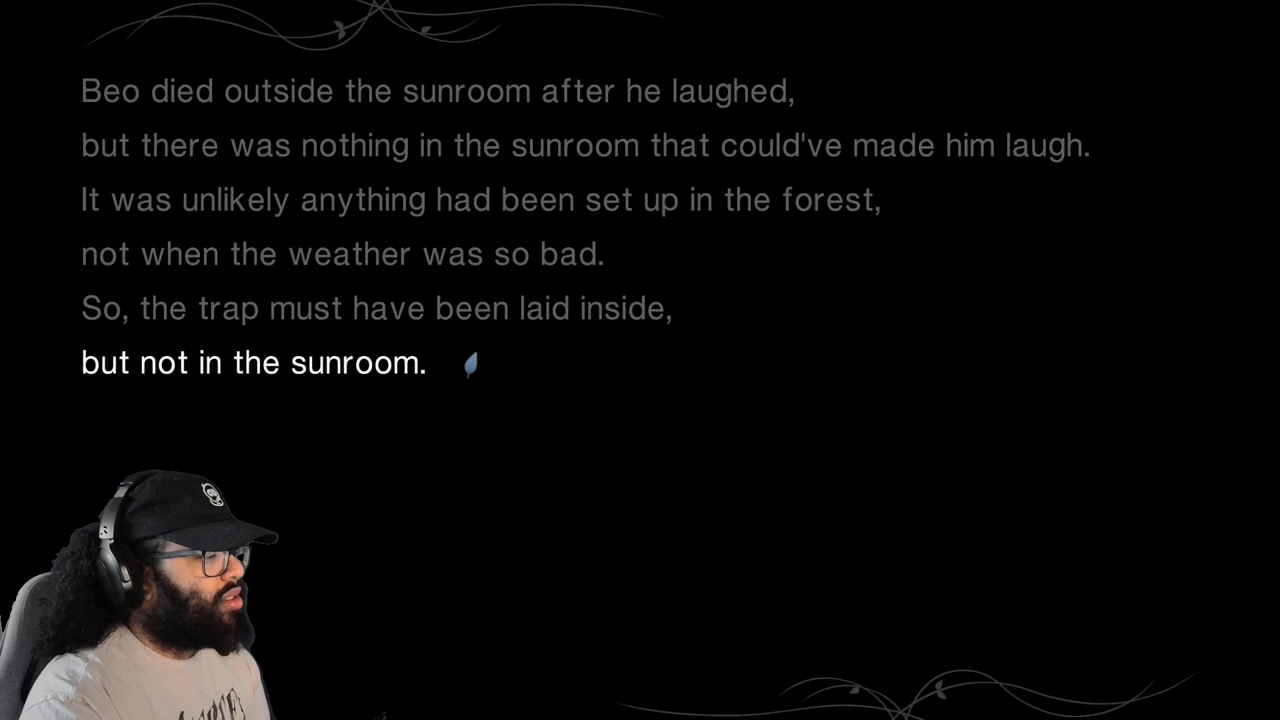 Beo died outside the sunroom after he laughed,
but there was nothing in the sunroom that could've made him laugh.
It was unlikely anything had been set up in the forest,
not when the weather was so bad.
So, the trap must have been laid inside,
but not in the sunroom.